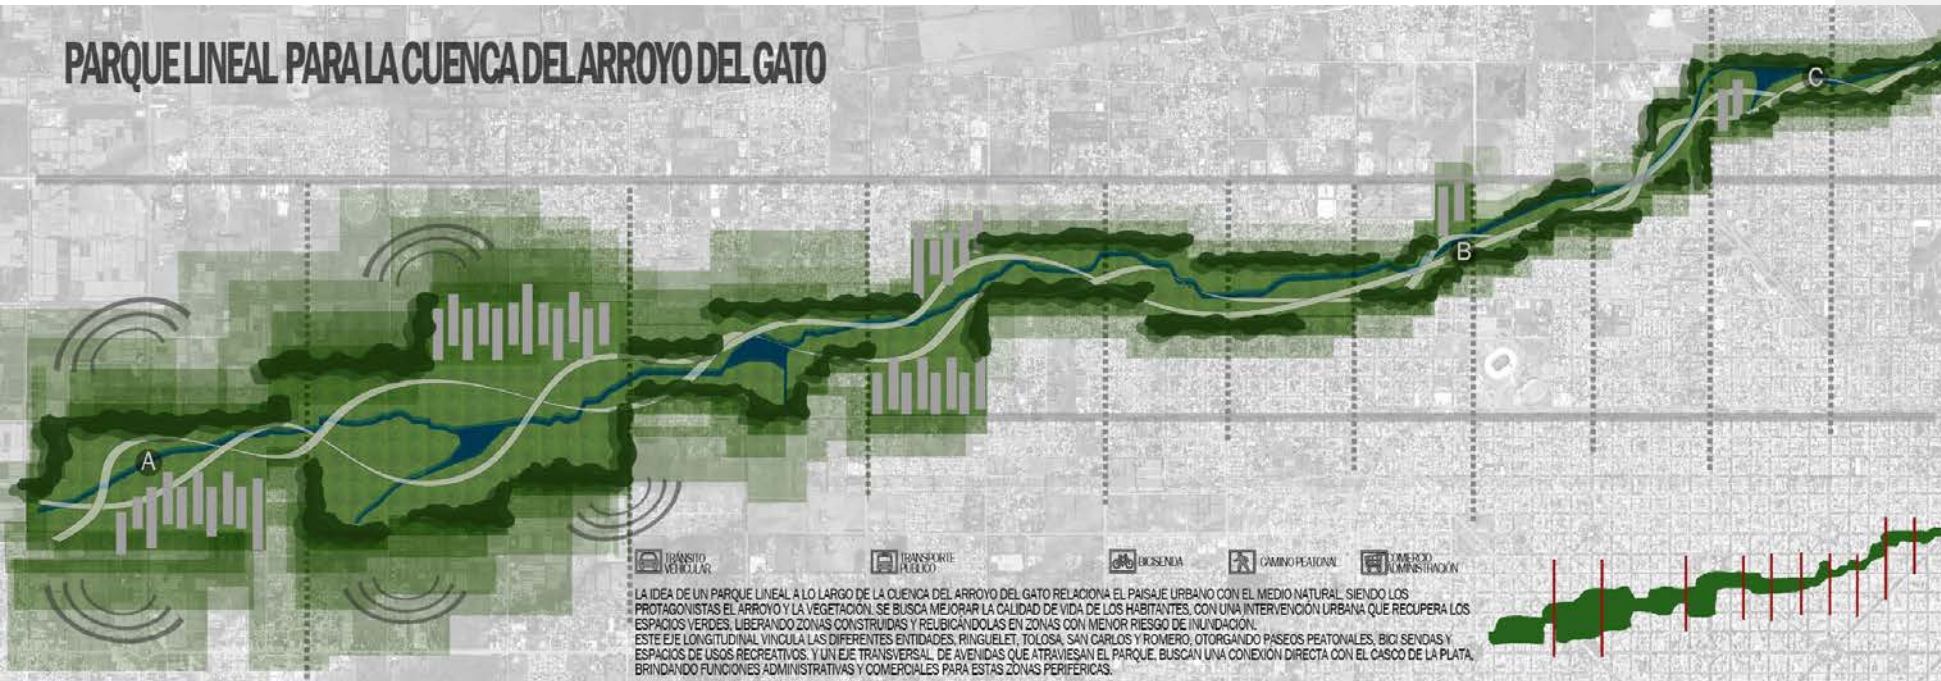 PARQUE LINEAL PARA LA CUENCA DEL ARROYO DEL GATO
C
B
A
TRÁNSITO
VEHICULAR
TRANSPORTE
PÚBLICO
BICISENDA
CAMINO PEATONAL
COMERCIO
ADMINISTRACIÓN
LA IDEA DE UN PARQUE LINEAL A LO LARGO DE LA CUENCA DEL ARROYO DEL GATO RELACIONA EL PAISAJE URBANO CON EL MEDIO NATURAL, SIENDO LOS
PROTAGONISTAS EL ARROYO Y LA VEGETACIÓN. SE BUSCA MEJORAR LA CALIDAD DE VIDA DE LOS HABITANTES, CON UNA INTERVENCIÓN URBANA QUE RECUPERA LOS
ESPACIOS VERDES, LIBERANDO ZONAS CONSTRUIDAS Y REUBICÁNDOLAS EN ZONAS CON MENOR RIESGO DE INUNDACIÓN.
ESTE EJE LONGITUDINAL VINCULA LAS DIFERENTES ENTIDADES, RINGUELET, TOLOSA, SAN CARLOS Y ROMERO, OTORGANDO PASEOS PEATONALES, BICI SENDAS Y
ESPACIOS DE USOS RECREATIVOS. Y UN EJE TRANSVERSAL, DE AVENIDAS QUE ATRAVIESAN EL PARQUE, BUSCAN UNA CONEXIÓN DIRECTA CON EL CASCO DE LA PLATA,
BRINDANDO FUNCIONES ADMINISTRATIVAS Y COMERCIALES PARA ESTAS ZONAS PERIFÉRICAS.